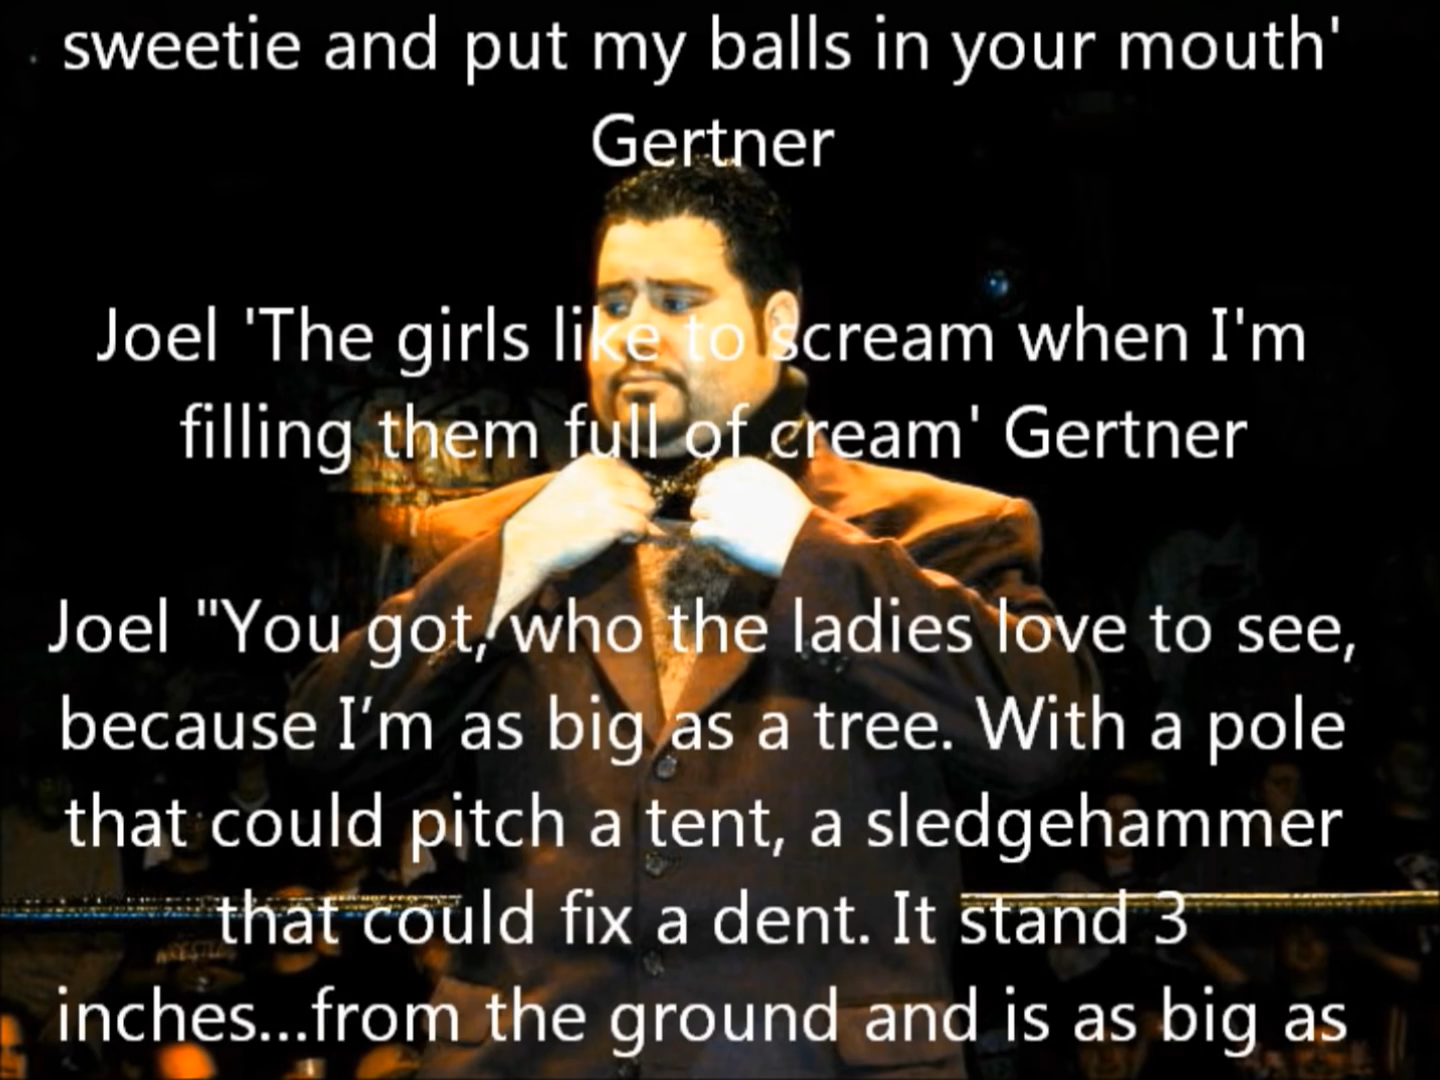 sweetie and put my balls in your mouth'
Gertner
Joel 'The girls like to scream when I'm
filling them full of cream' Gertner
Joel "You got, who the ladies love to see,
because I’m as big as a tree. With a pole
that could pitch a tent, a sledgehammer
that could fix a dent. It stand 3
inches...from the ground and is as big as